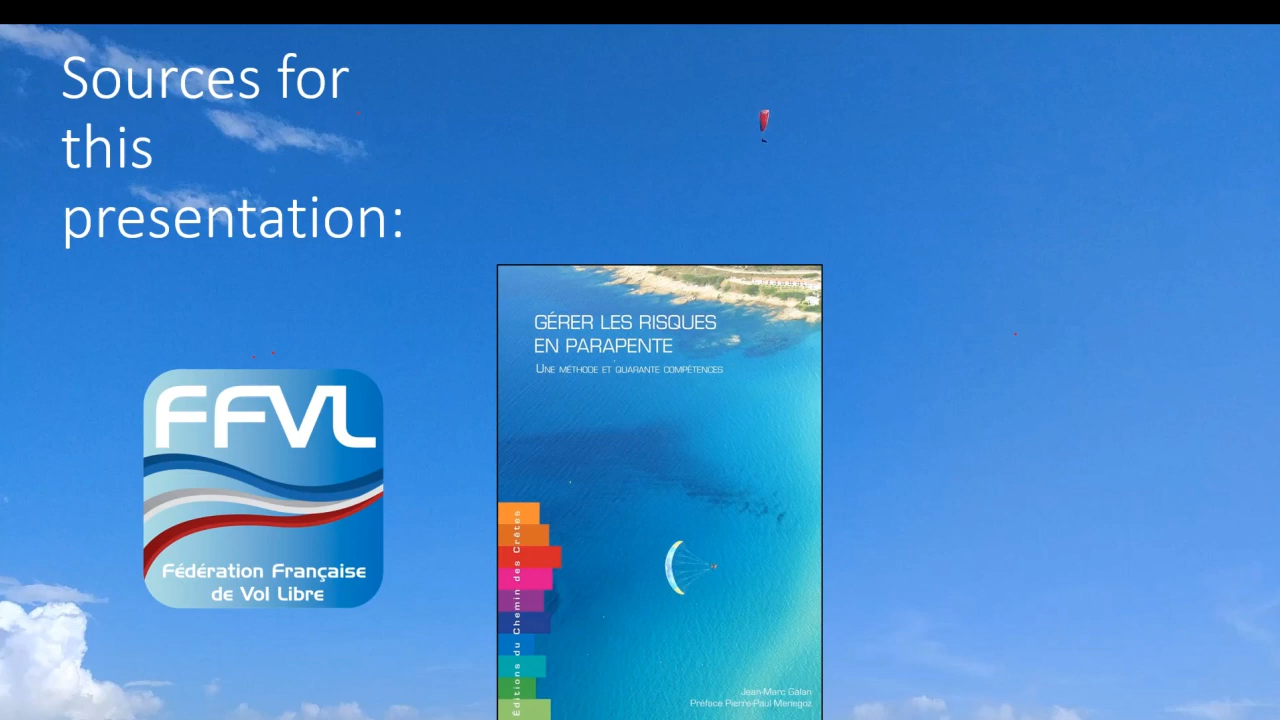 Sources for
this
presentation:
FFVL
Fédération Française
de Vol Libre
GÉRER LES RISQUES
EN PARAPENTE
UNE MÉTHODE ET QUARANTE COMPÉTENCES
Éditions du Chemin des Crêtes
Jean-Marc Galan
Préface Pierre-Paul Menegoz